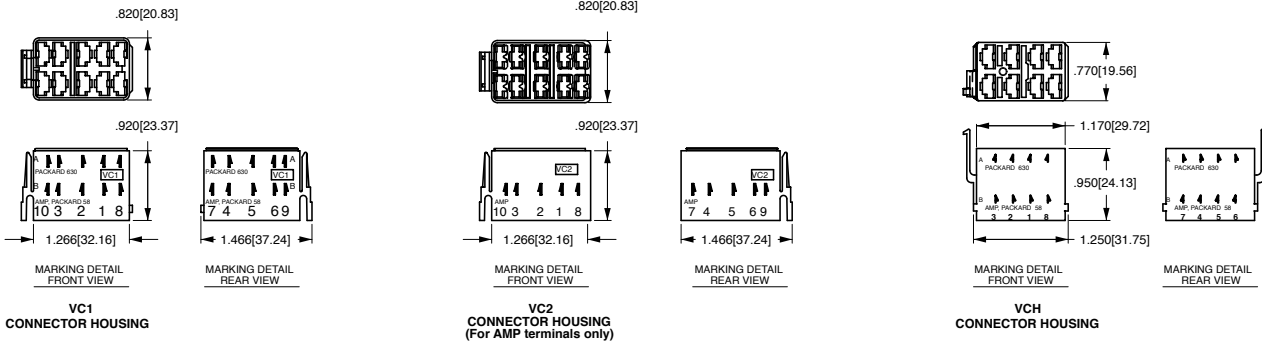 .820[20.83]
.920[23.37]
A
PACKARD 630
VC1
B
AMP, PACKARD 58
10 3 2 1 8
1.266[32.16]
MARKING DETAIL
FRONT VIEW
A
PACKARD 630
VC1
B
AMP, PACKARD 58
7 4 5 6 9
1.466[37.24]
MARKING DETAIL
REAR VIEW
VC1
CONNECTOR HOUSING
.820[20.83]
.920[23.37]
VC2
AMP
10 3 2 1 8
1.266[32.16]
MARKING DETAIL
FRONT VIEW
VC2
AMP
7 4 5 6 9
1.466[37.24]
MARKING DETAIL
REAR VIEW
VC2
CONNECTOR HOUSING
(For AMP terminals only)
.770[19.56]
1.170[29.72]
A
PACKARD 630
.950[24.13]
B
AMP, PACKARD 58
3 2 1 8
1.250[31.75]
MARKING DETAIL
FRONT VIEW
A
PACKARD 630
B
AMP, PACKARD 58
7 4 5 6
MARKING DETAIL
REAR VIEW
VCH
CONNECTOR HOUSING